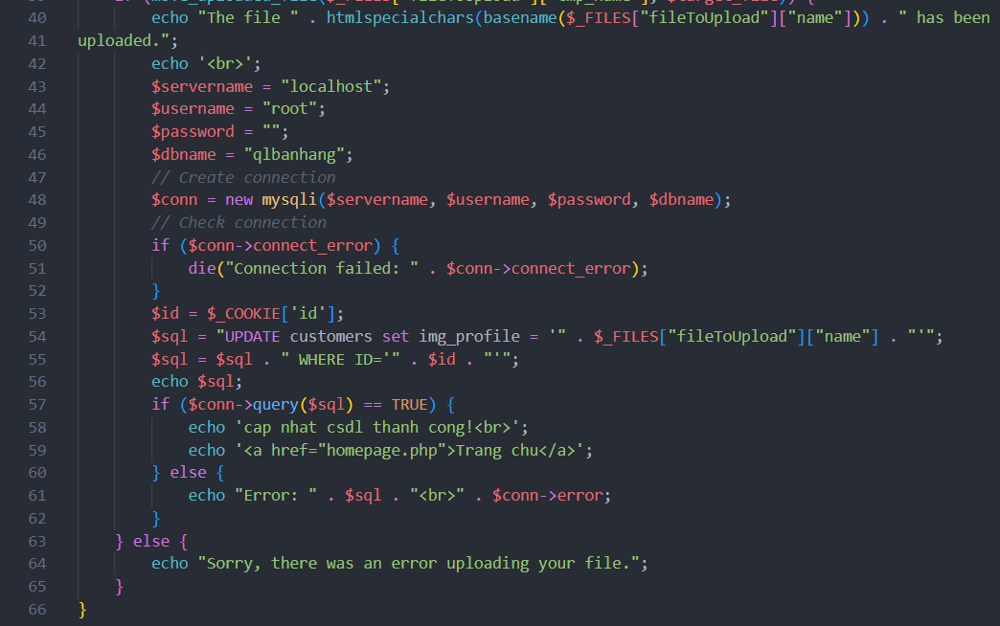 40 echo "The file " . htmlspecialchars(basename($_FILES["fileToUpload"]["name"])) . " has been
41 uploaded.";
42 echo '<br>';
43 $servername = "localhost";
44 $username = "root";
45 $password = "";
46 $dbname = "qlbanhang";
47 // Create connection
48 $conn = new mysqli($servername, $username, $password, $dbname);
49 // Check connection
50 if ($conn->connect_error) {
51 die("Connection failed: " . $conn->connect_error);
52 }
53 $id = $_COOKIE['id'];
54 $sql = "UPDATE customers set img_profile = '" . $_FILES["fileToUpload"]["name"] . "'";
55 $sql = $sql . " WHERE ID='" . $id . "'";
56 echo $sql;
57 if ($conn->query($sql) == TRUE) {
58 echo 'cap nhat csdl thanh cong!<br>';
59 echo '<a href="homepage.php">Trang chu</a>';
60 } else {
61 echo "Error: " . $sql . "<br>" . $conn->error;
62 }
63 } else {
64 echo "Sorry, there was an error uploading your file.";
65 }
66 }